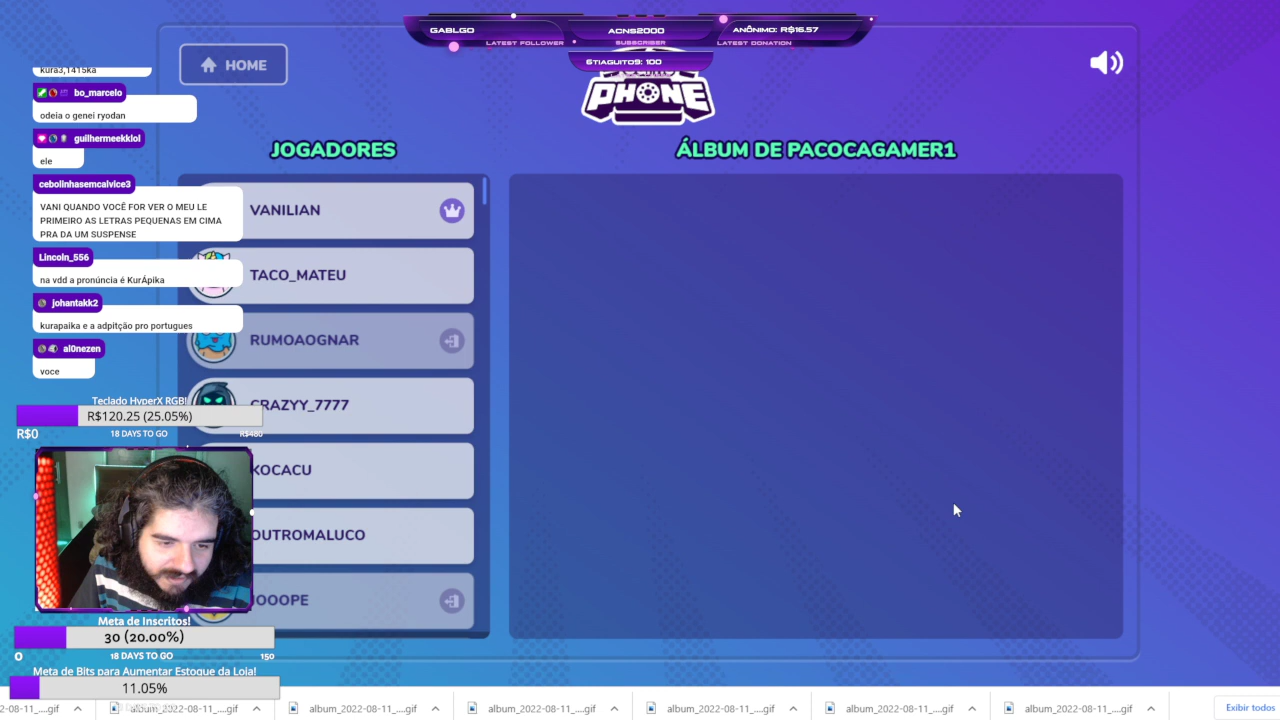 GABLGO
LATEST FOLLOWER
ACNS2000
SUBSCRIBER
ANÔNIMO: R$16.57
LATEST DONATION
6TIAGUITO9: 100
HOME
PHONE
JOGADORES
ÁLBUM DE PACOCAGAMER1
VANILIAN
TACO_MATEU
RUMOAOGNAR
CRAZYY_7777
KOCACU
OUTROMALUCO
JOOOPE
kura3,1415ka
bo_marcelo
odeia o genei ryodan
guilhermeekklol
ele
cebolinhasemcalvice3
VANI QUANDO VOCÊ FOR VER O MEU LE
PRIMEIRO AS LETRAS PEQUENAS EM CIMA
PRA DA UM SUSPENSE
Lincoln_556
na vdd a pronúncia é KurÁpika
johantakk2
kurapaika e a adpitção pro portugues
al0nezen
voce
Teclado HyperX RGB!
R$120.25 (25.05%)
R$0
18 DAYS TO GO
R$480
Meta de Inscritos!
30 (20.00%)
0
18 DAYS TO GO
150
Meta de Bits para Aumentar Estoque da Loja!
11.05%
22-08-11_....gif
album_2022-08-11_....gif
album_2022-08-11_....gif
album_2022-08-11_....gif
album_2022-08-11_....gif
album_2022-08-11_....gif
album_2022-08-11_....gif
Exibir todos